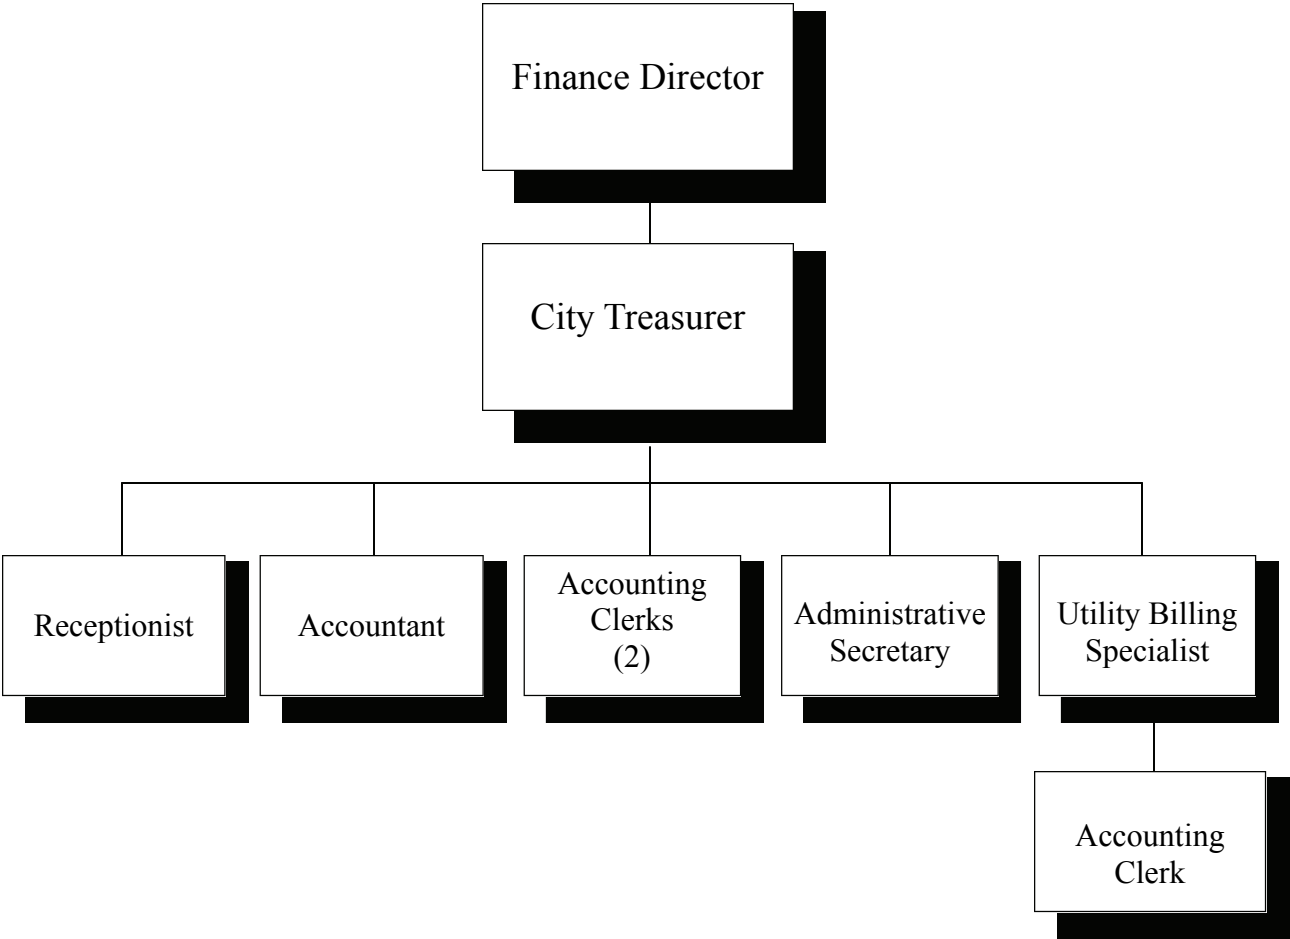 Finance Director
City Treasurer
Receptionist
Accountant
Accounting
Clerks
(2)
Administrative
Secretary
Utility Billing
Specialist
Accounting
Clerk